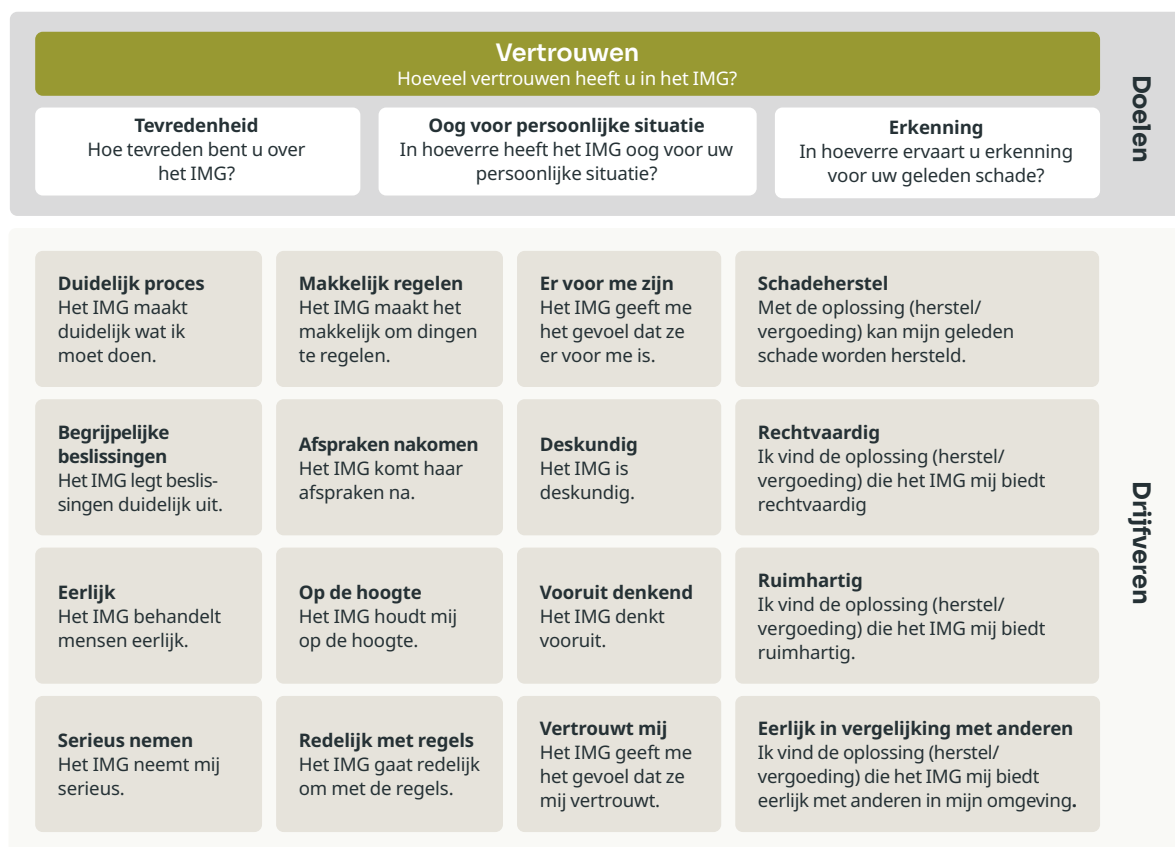 Vertrouwen
Hoeveel vertrouwen heeft u in het IMG?
Tevredenheid
Hoe tevreden bent u over
het IMG?
Oog voor persoonlijke situatie
In hoeverre heeft het IMG oog voor uw
persoonlijke situatie?
Erkenning
In hoeverre ervaart u erkenning
voor uw geleden schade?
Doelen
Duidelijk proces
Het IMG maakt
duidelijk wat ik
moet doen.
Makkelijk regelen
Het IMG maakt het
makkelijk om dingen
te regelen.
Er voor me zijn
Het IMG geeft me
het gevoel dat ze
er voor me is.
Schadeherstel
Met de oplossing (herstel/
vergoeding) kan mijn geleden
schade worden hersteld.
Begrijpelijke
beslissingen
Het IMG legt beslis-
singen duidelijk uit.
Afspraken nakomen
Het IMG komt haar
afspraken na.
Deskundig
Het IMG is
deskundig.
Rechtvaardig
Ik vind de oplossing (herstel/
vergoeding) die het IMG mij biedt
rechtvaardig
Eerlijk
Het IMG behandelt
mensen eerlijk.
Op de hoogte
Het IMG houdt mij
op de hoogte.
Vooruit denkend
Het IMG denkt
vooruit.
Ruimhartig
Ik vind de oplossing (herstel/
vergoeding) die het IMG mij biedt
ruimhartig.
Serieus nemen
Het IMG neemt mij
serieus.
Redelijk met regels
Het IMG gaat redelijk
om met de regels.
Vertrouwt mij
Het IMG geeft me
het gevoel dat ze
mij vertrouwt.
Eerlijk in vergelijking met anderen
Ik vind de oplossing (herstel/
vergoeding) die het IMG mij biedt
eerlijk met anderen in mijn omgeving.
Drijfveren